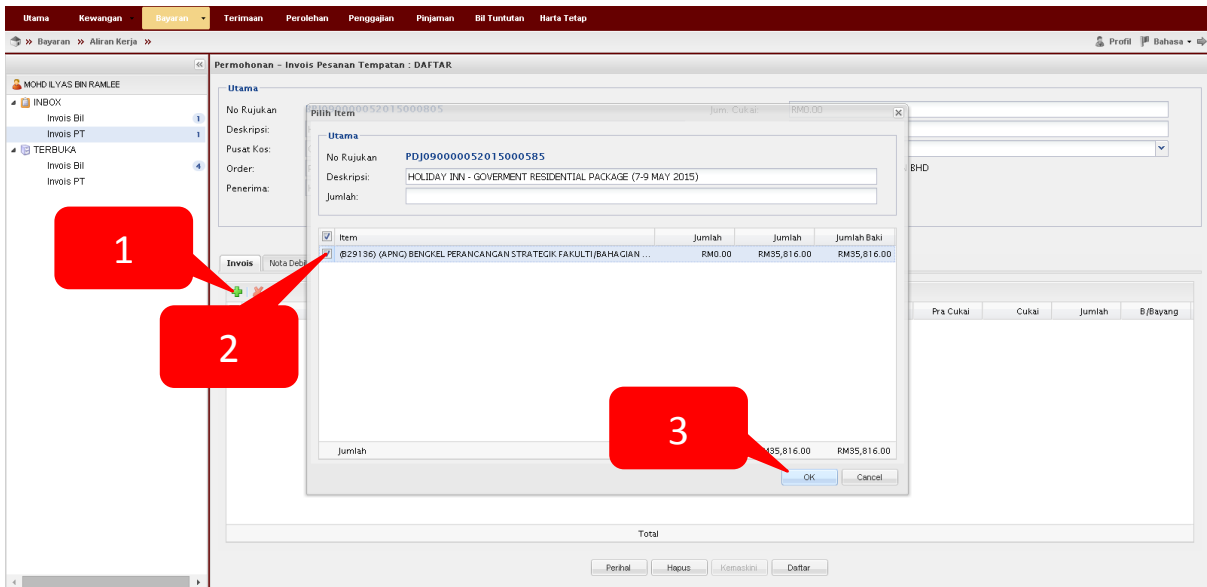 Utama Kewangan Bayaran Terimaan Perolehan Penggajian Pinjaman Bil Tuntutan Harta Tetap
» Bayaran » Aliran Kerja » Profil Bahasa
Permohonan - Invois Pesanan Tempatan : DAFTAR
MOHD ILYAS BIN RAMLEE
INBOX
Invois Bil 1
Invois PT 1
TERBUKA
Invois Bil 4
Invois PT
Utama
No Rujukan Jum. Cukai: RM0.00
Deskripsi:
Pusat Kos:
Order: BHD
Penerima:
Pilih Item
Utama
No Rujukan PDJ090000052015000585
Deskripsi: HOLIDAY INN - GOVERMENT RESIDENTIAL PACKAGE (7-9 MAY 2015)
Jumlah:
Item Jumlah Jumlah Jumlah Baki
(B29136) (APNG) BENGKEL PERANCANGAN STRATEGIK FAKULTI/BAHAGIAN ... RM0.00 RM35,816.00 RM35,816.00
Jumlah RM35,816.00
OK Cancel
1
2
3
Invois Nota Debi
Pra Cukai Cukai Jumlah B/Bayang
Total
Perihal Hapus Kemaskini Daftar